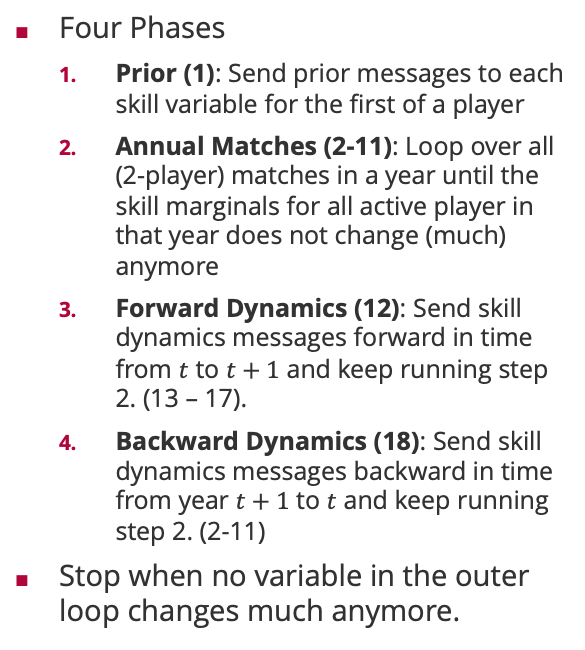 ▪ Four Phases
1. Prior (1): Send prior messages to each
skill variable for the first of a player
2. Annual Matches (2-11): Loop over all
(2-player) matches in a year until the
skill marginals for all active player in
that year does not change (much)
anymore
3. Forward Dynamics (12): Send skill
dynamics messages forward in time
from t to t + 1 and keep running step
2. (13 – 17).
4. Backward Dynamics (18): Send skill
dynamics messages backward in time
from year t + 1 to t and keep running
step 2. (2-11)
▪ Stop when no variable in the outer
loop changes much anymore.